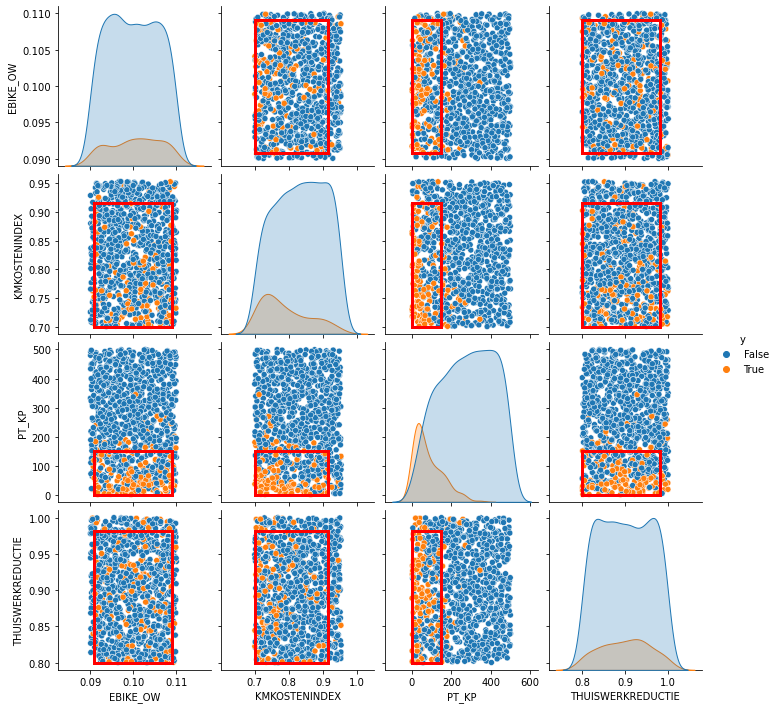 0.110
0.105
0.100
0.095
0.090
EBIKE_OW
0.95
0.90
0.85
0.80
0.75
0.70
KMKOSTENINDEX
500
400
300
200
100
0
PT_KP
1.00
0.95
0.90
0.85
0.80
THUISWERKREDUCTIE
y
False
True
0.09 0.10 0.11
EBIKE_OW
0.7 0.8 0.9 1.0
KMKOSTENINDEX
0 200 400 600
PT_KP
0.8 0.9 1.0
THUISWERKREDUCTIE